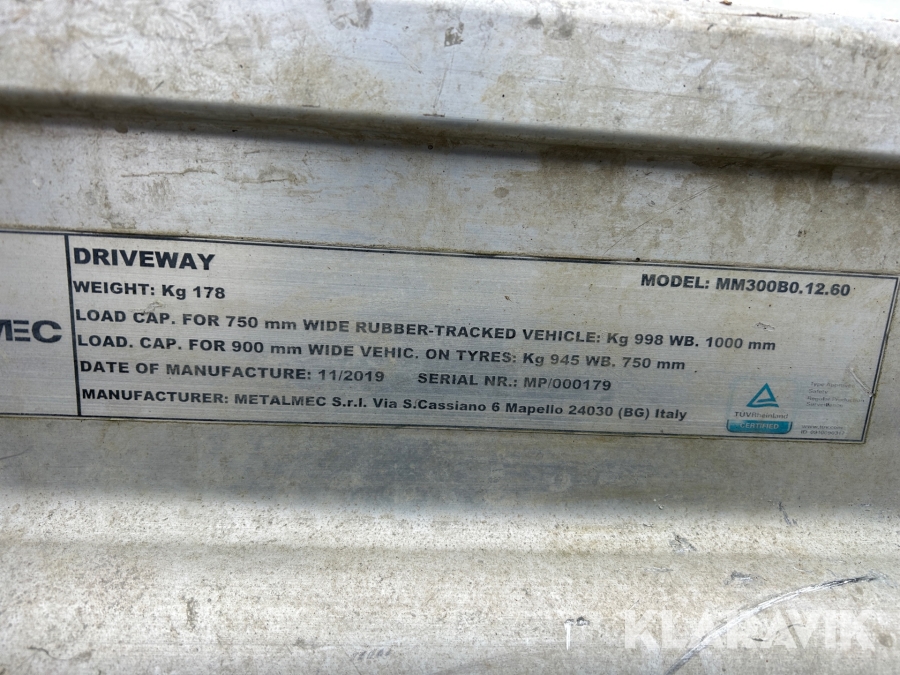 DRIVEWAY
MODEL: MM300B0.12.60
WEIGHT: Kg 178
LOAD CAP. FOR 750 mm WIDE RUBBER-TRACKED VEHICLE: Kg 998 WB. 1000 mm
LOAD. CAP. FOR 900 mm WIDE VEHIC. ON TYRES: Kg 945 WB. 750 mm
DATE OF MANUFACTURE: 11/2019 SERIAL NR.: MP/000179
MANUFACTURER: METALMEC S.r.l. Via S.Cassiano 6 Mapello 24030 (BG) Italy
MEC
TÜVRheinland
CERTIFIED
KLARAVIK